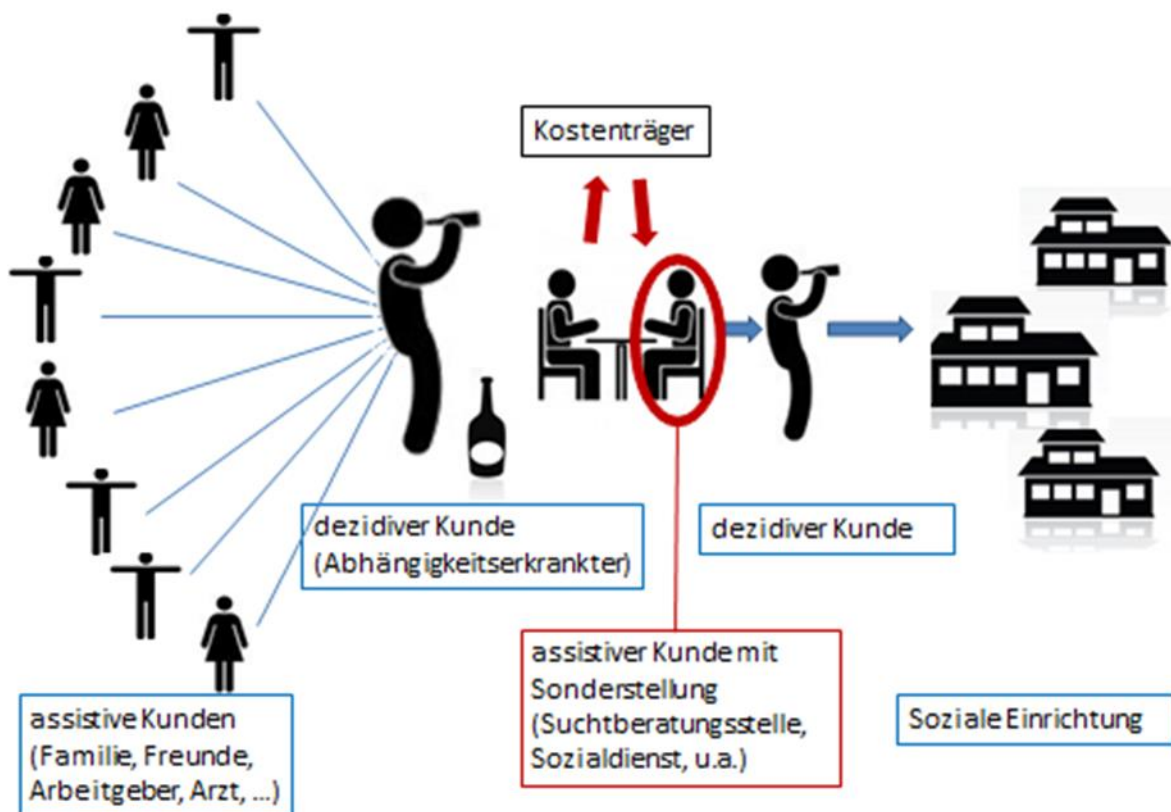 Kostenträger
dezidiver Kunde
(Abhängigkeitserkrankter)
dezidiver Kunde
assistiver Kunde mit
Sonderstellung
(Suchtberatungsstelle,
Sozialdienst, u.a.)
assistive Kunden
(Familie, Freunde,
Arbeitgeber, Arzt, ...)
Soziale Einrichtung